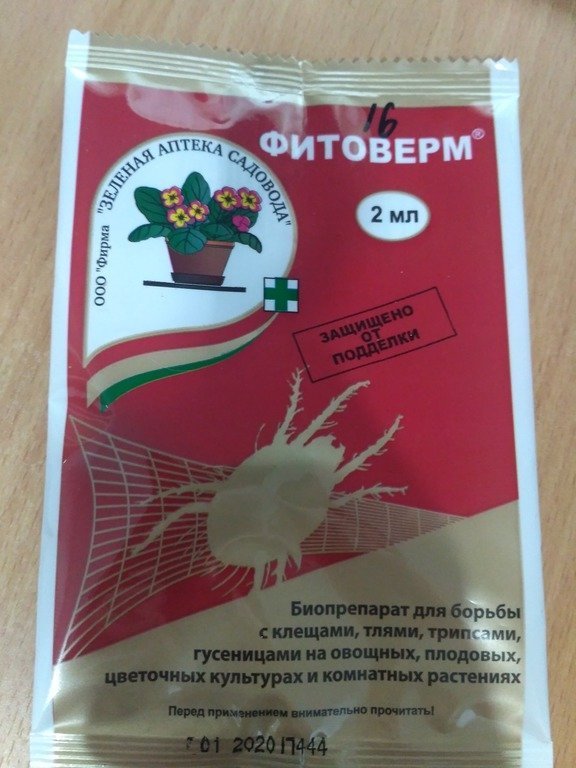 16
ФИТОВЕРМ®
ООО "Фирма "ЗЕЛЕНАЯ АПТЕКА САДОВОДА"
2 мл
ЗАЩИЩЕНО
ОТ
ПОДДЕЛКИ
Биопрепарат для борьбы
с клещами, тлями, трипсами,
гусеницами на овощных, плодовых,
цветочных культурах и комнатных растениях
Перед применением внимательно прочитать!
01 2020 1444